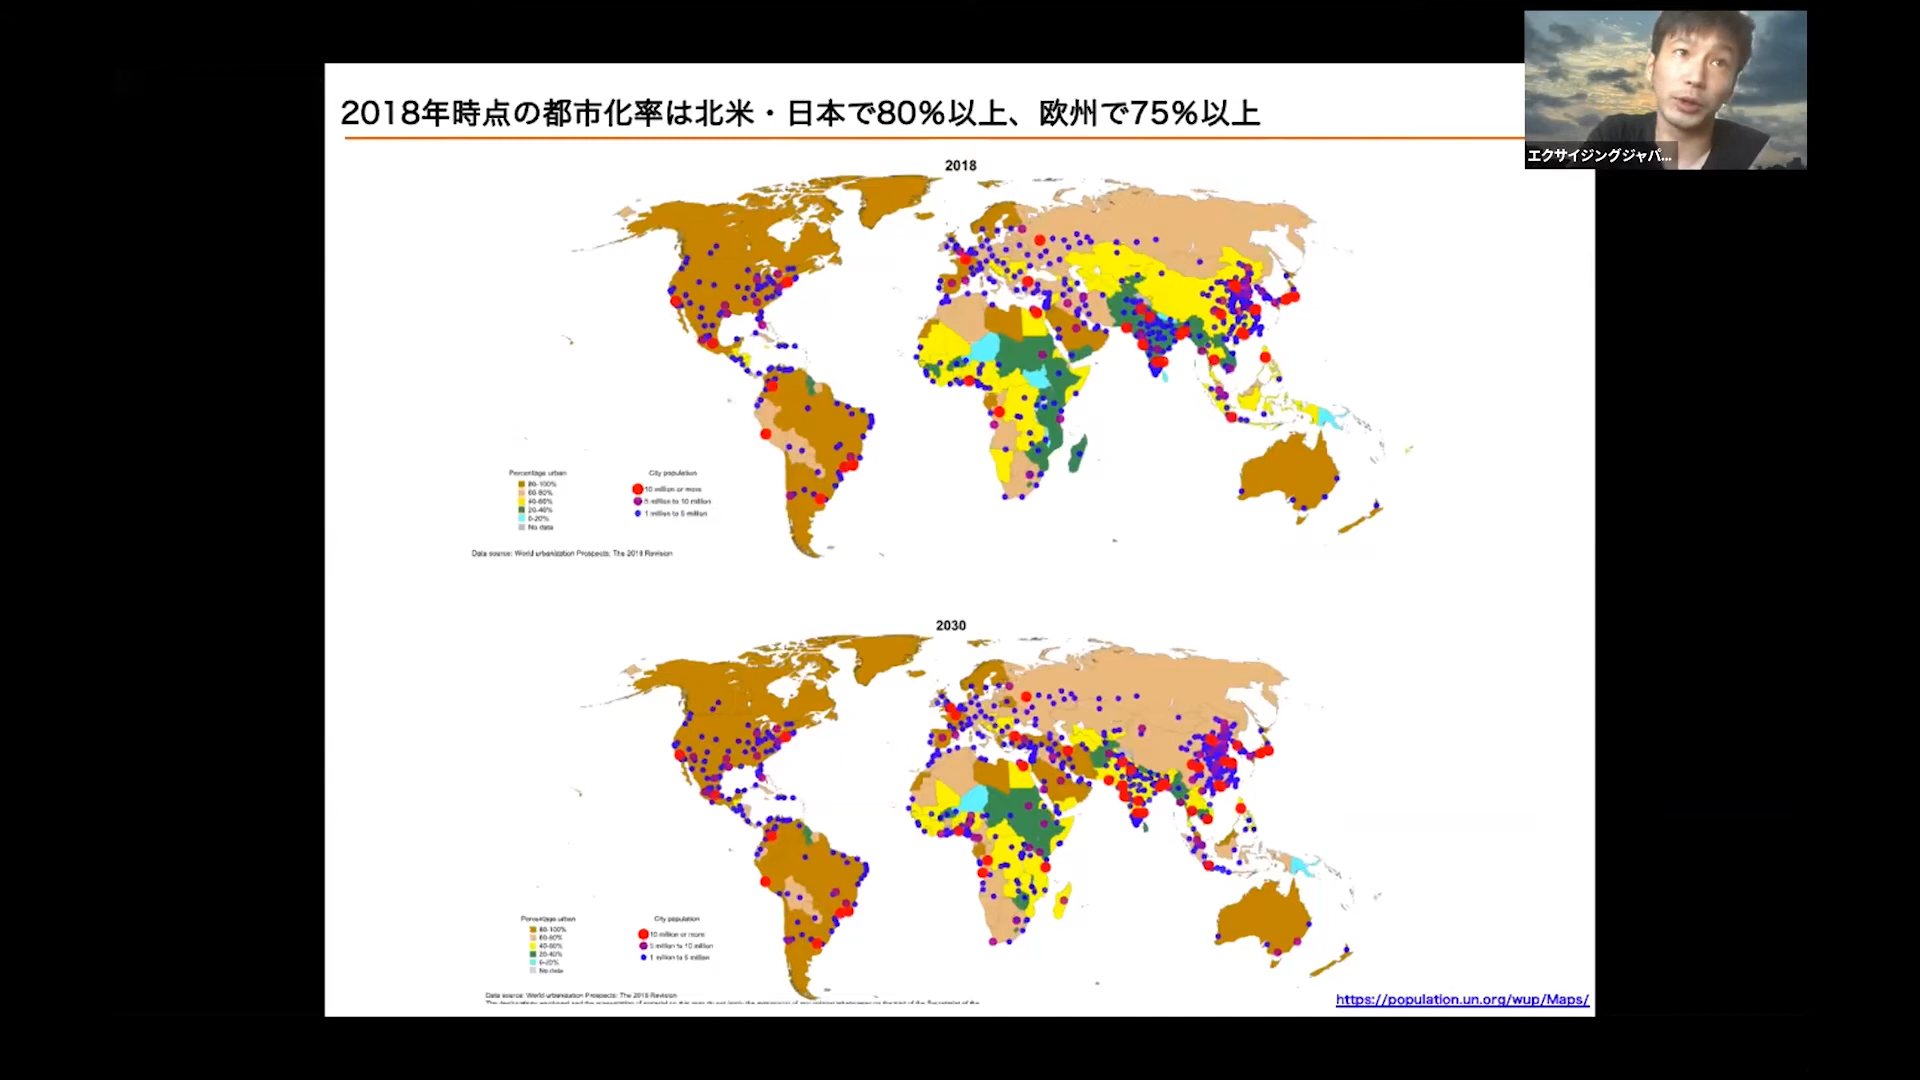 2018年時点の都市化率は北米・日本で80%以上、欧州で75%以上
エクサイジングジャパ...
2018
Percentage urban
80-100%
60-80%
40-60%
20-40%
0-20%
No data
City population
10 million or more
5 million to 10 million
1 million to 5 million
Data source: World Urbanization Prospects: The 2018 Revision
2030
Percentage urban
80-100%
60-80%
40-60%
20-40%
0-20%
No data
City population
10 million or more
5 million to 10 million
1 million to 5 million
Data source: World Urbanization Prospects: The 2018 Revision
https://population.un.org/wup/Maps/